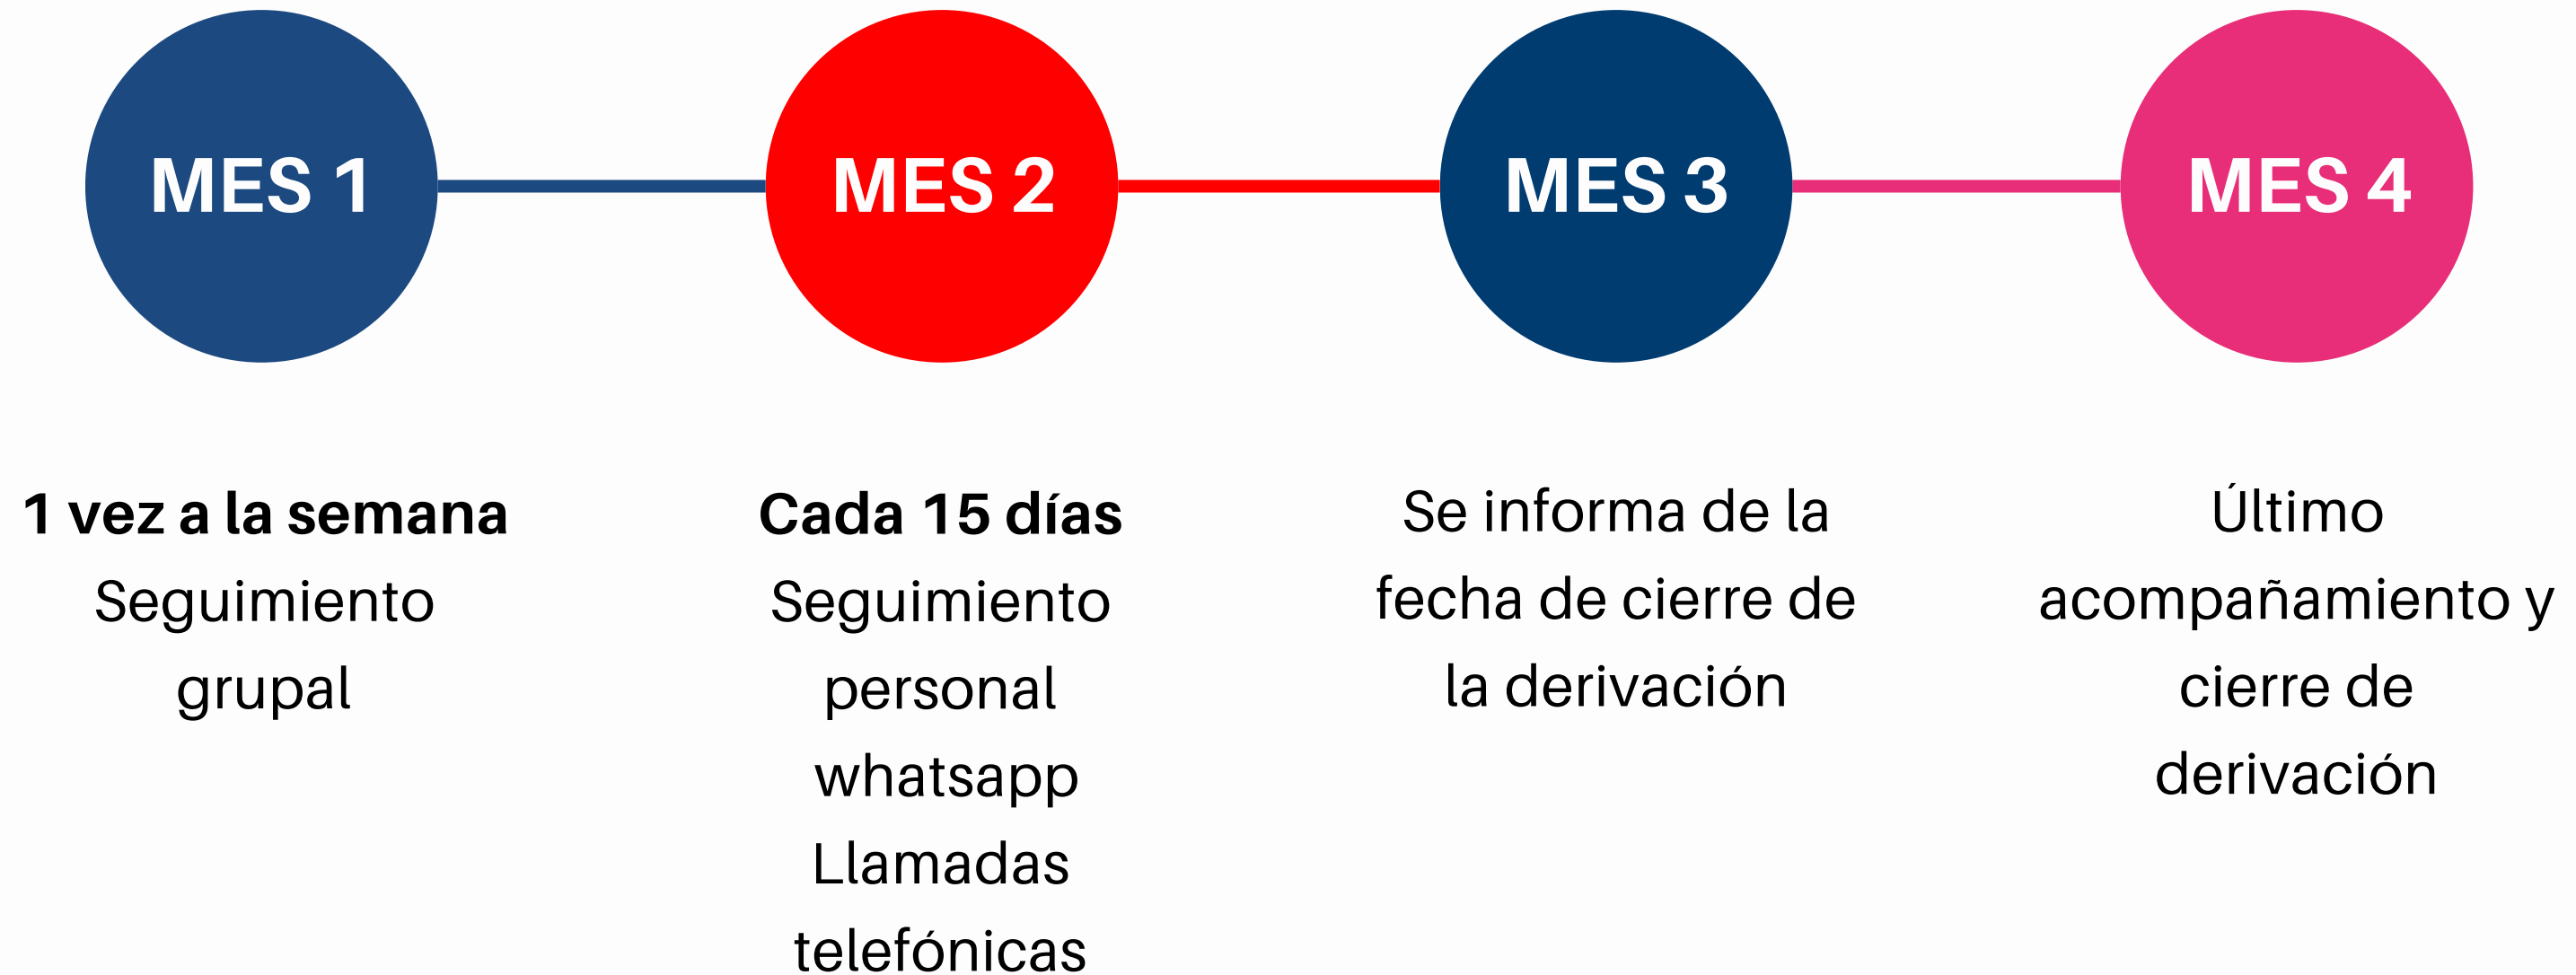 MES 1
MES 2
MES 3
MES 4
1 vez a la semana
Seguimiento
grupal
Cada 15 días
Seguimiento
personal
whatsapp
Llamadas
telefónicas
Se informa de la
fecha de cierre de
la derivación
Último
acompañamiento y
cierre de
derivación